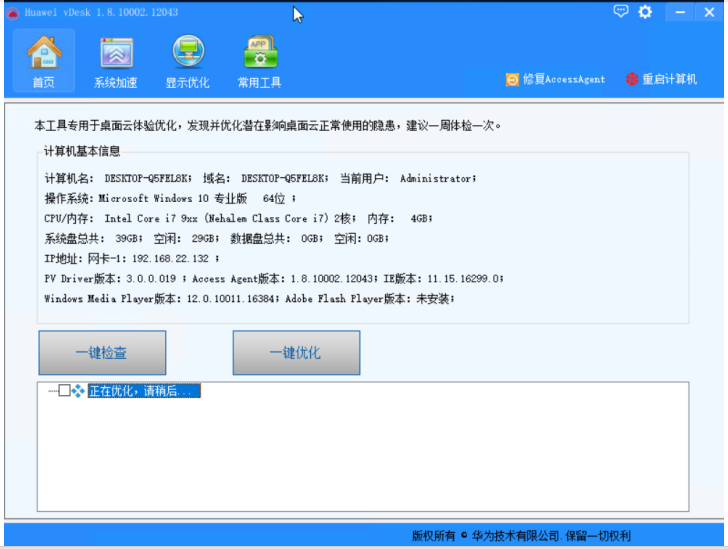 Huawei vDesk 1.8.10002.12043
首页 系统加速 显示优化 常用工具 修复AccessAgent 重启计算机
本工具专用于桌面云体验优化，发现并优化潜在影响桌面云正常使用的隐患，建议一周体检一次。
计算机基本信息
计算机名： DESKTOP-Q5FEL8K； 域名： DESKTOP-Q5FEL8K； 当前用户： Administrator；
操作系统：Microsoft Windows 10 专业版 64位 ；
CPU/内存： Intel Core i7 9xx (Nehalem Class Core i7) 2核； 内存： 4GB；
系统盘总共： 39GB； 空闲： 29GB； 数据盘总共： 0GB； 空闲：0GB；
IP地址：网卡-1：192.168.22.132 ；
PV Driver版本：3.0.0.019 ；Access Agent版本：1.8.10002.12043；IE版本：11.15.16299.0；
Windows Media Player版本：12.0.10011.16384；Adobe Flash Player版本：未安装；
一键检查 一键优化
正在优化，请稍后...
版权所有 © 华为技术有限公司.保留一切权利